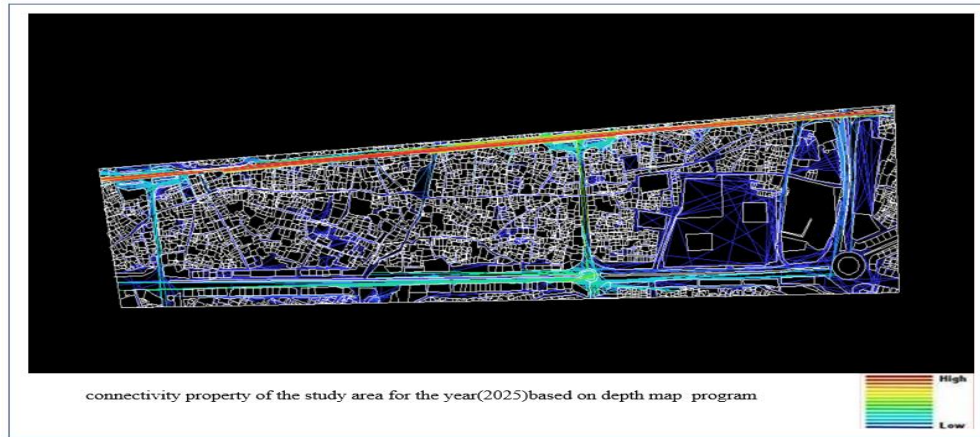 connectivity property of the study area for the year(2025)based on depth map program
High
Low